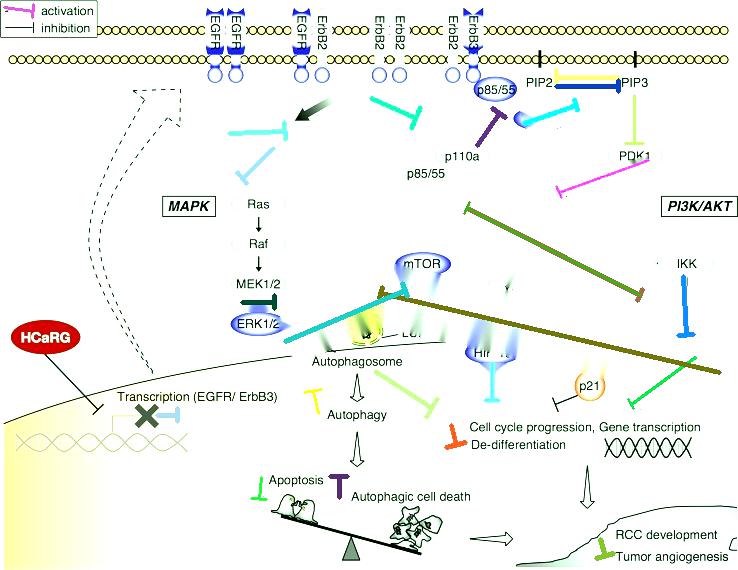 activation
inhibition
EGFR
EGFR
EGFR
ErbB2
ErbB2
ErbB2
ErbB2
ErbB3
p85/55
PIP2
PIP3
p110a
p85/55
PDK1
MAPK
Ras
PI3K/AKT
Raf
mTOR
IKK
MEK1/2
ERK1/2
HCaRG
Autophagosome
p21
Transcription (EGFR/ ErbB3)
Autophagy
Cell cycle progression, Gene transcription
De-differentiation
Apoptosis
Autophagic cell death
RCC development
Tumor angiogenesis